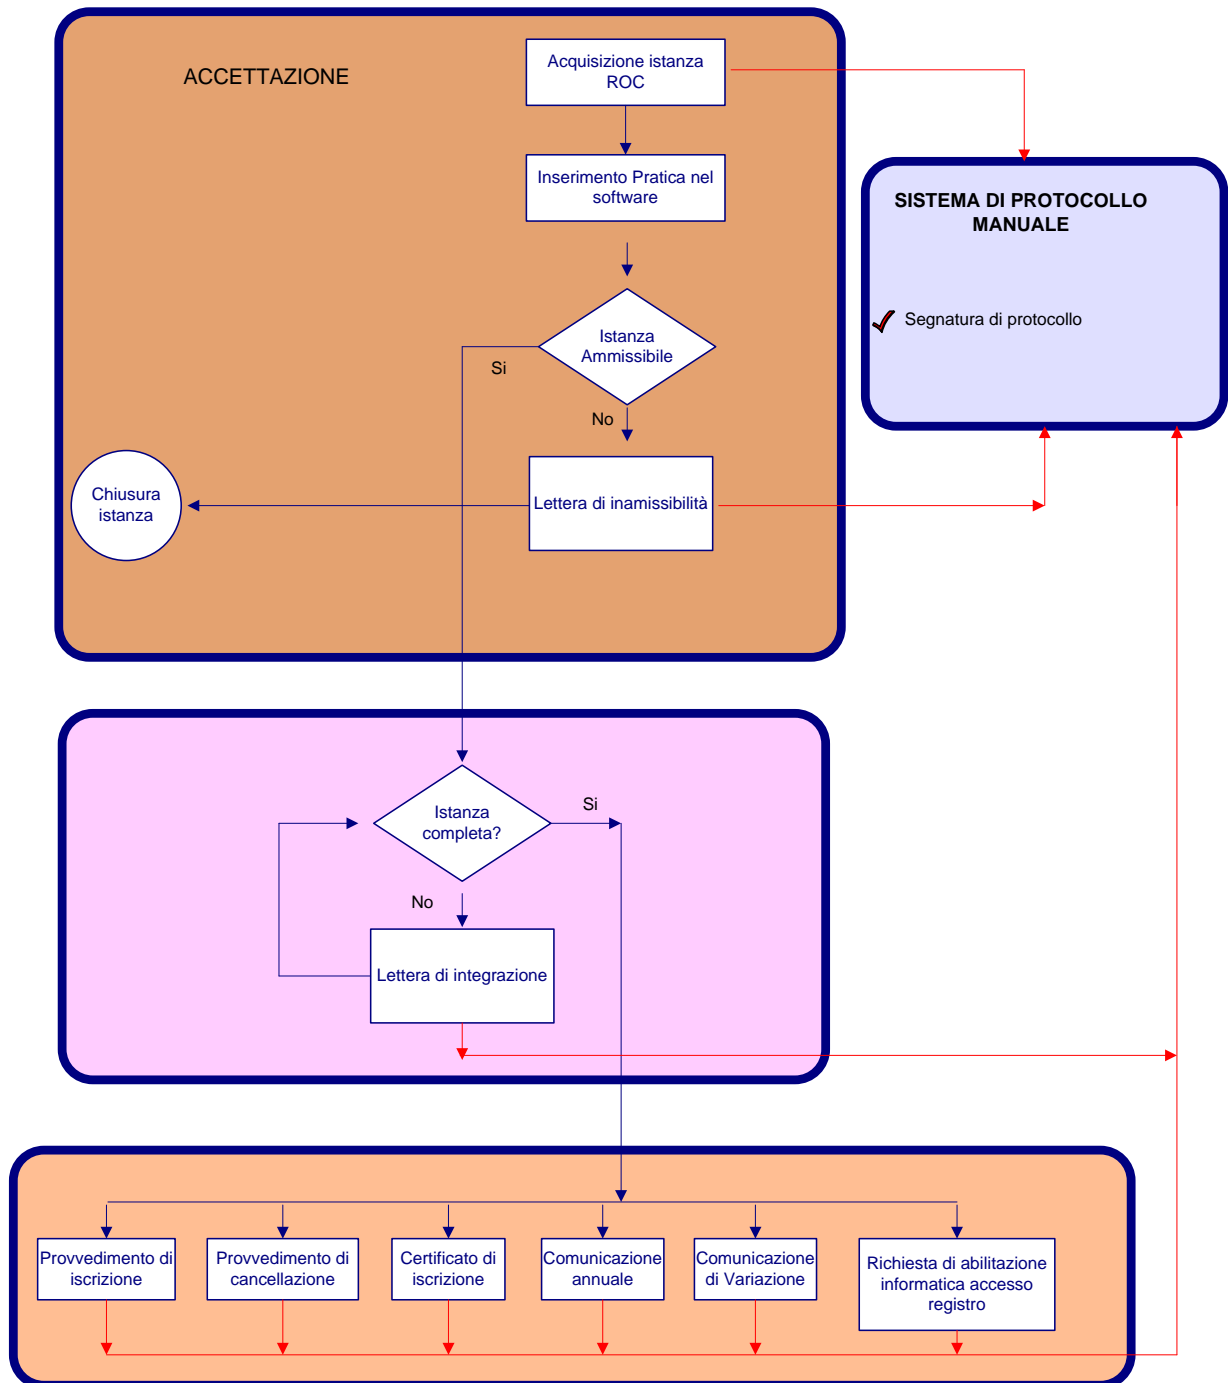 ACCETTAZIONE
Acquisizione istanza
ROC
Inserimento Pratica nel
software
SISTEMA DI PROTOCOLLO
MANUALE
Segnatura di protocollo
Istanza
Ammissibile
Si
No
Chiusura
istanza
Lettera di inamissibilità
Istanza
completa?
Si
No
Lettera di integrazione
Provvedimento di
iscrizione
Provvedimento di
cancellazione
Certificato di
iscrizione
Comunicazione
annuale
Comunicazione
di Variazione
Richiesta di abilitazione
informatica accesso
registro